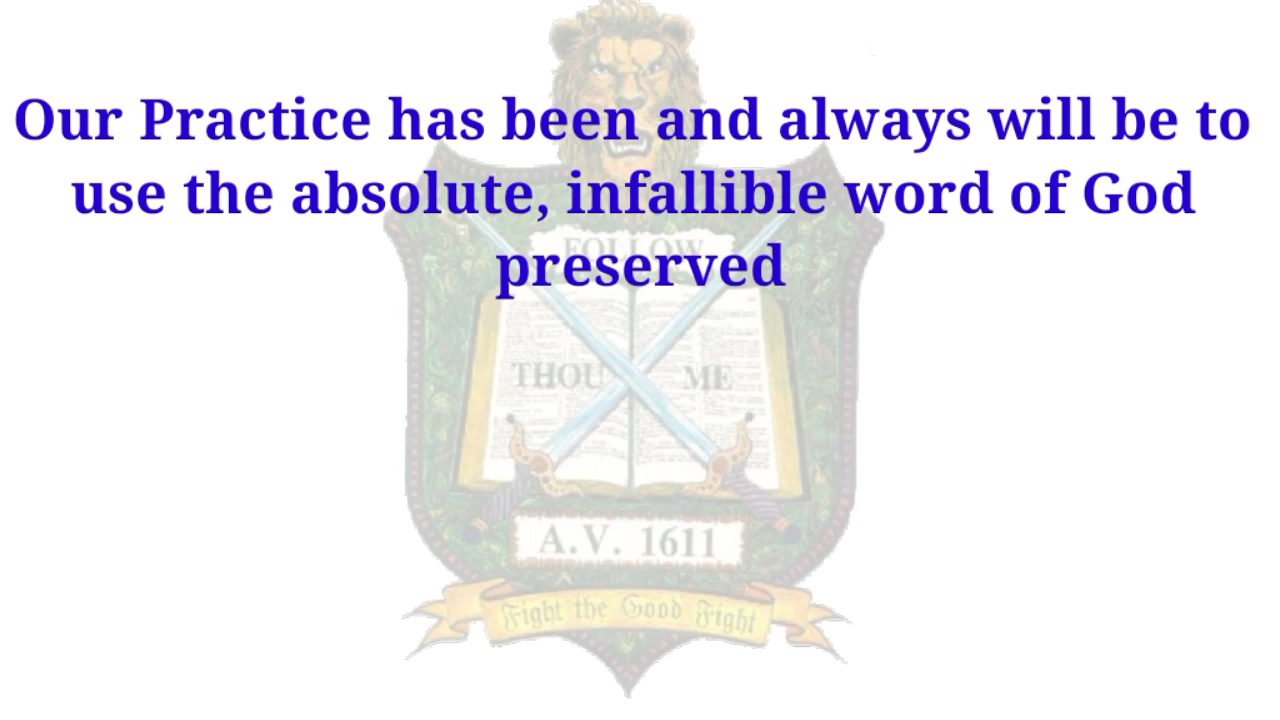 Our Practice has been and always will be to
use the absolute, infallible word of God
preserved
FOLLOW
THOU ME
A.V. 1611
Fight the Good Fight